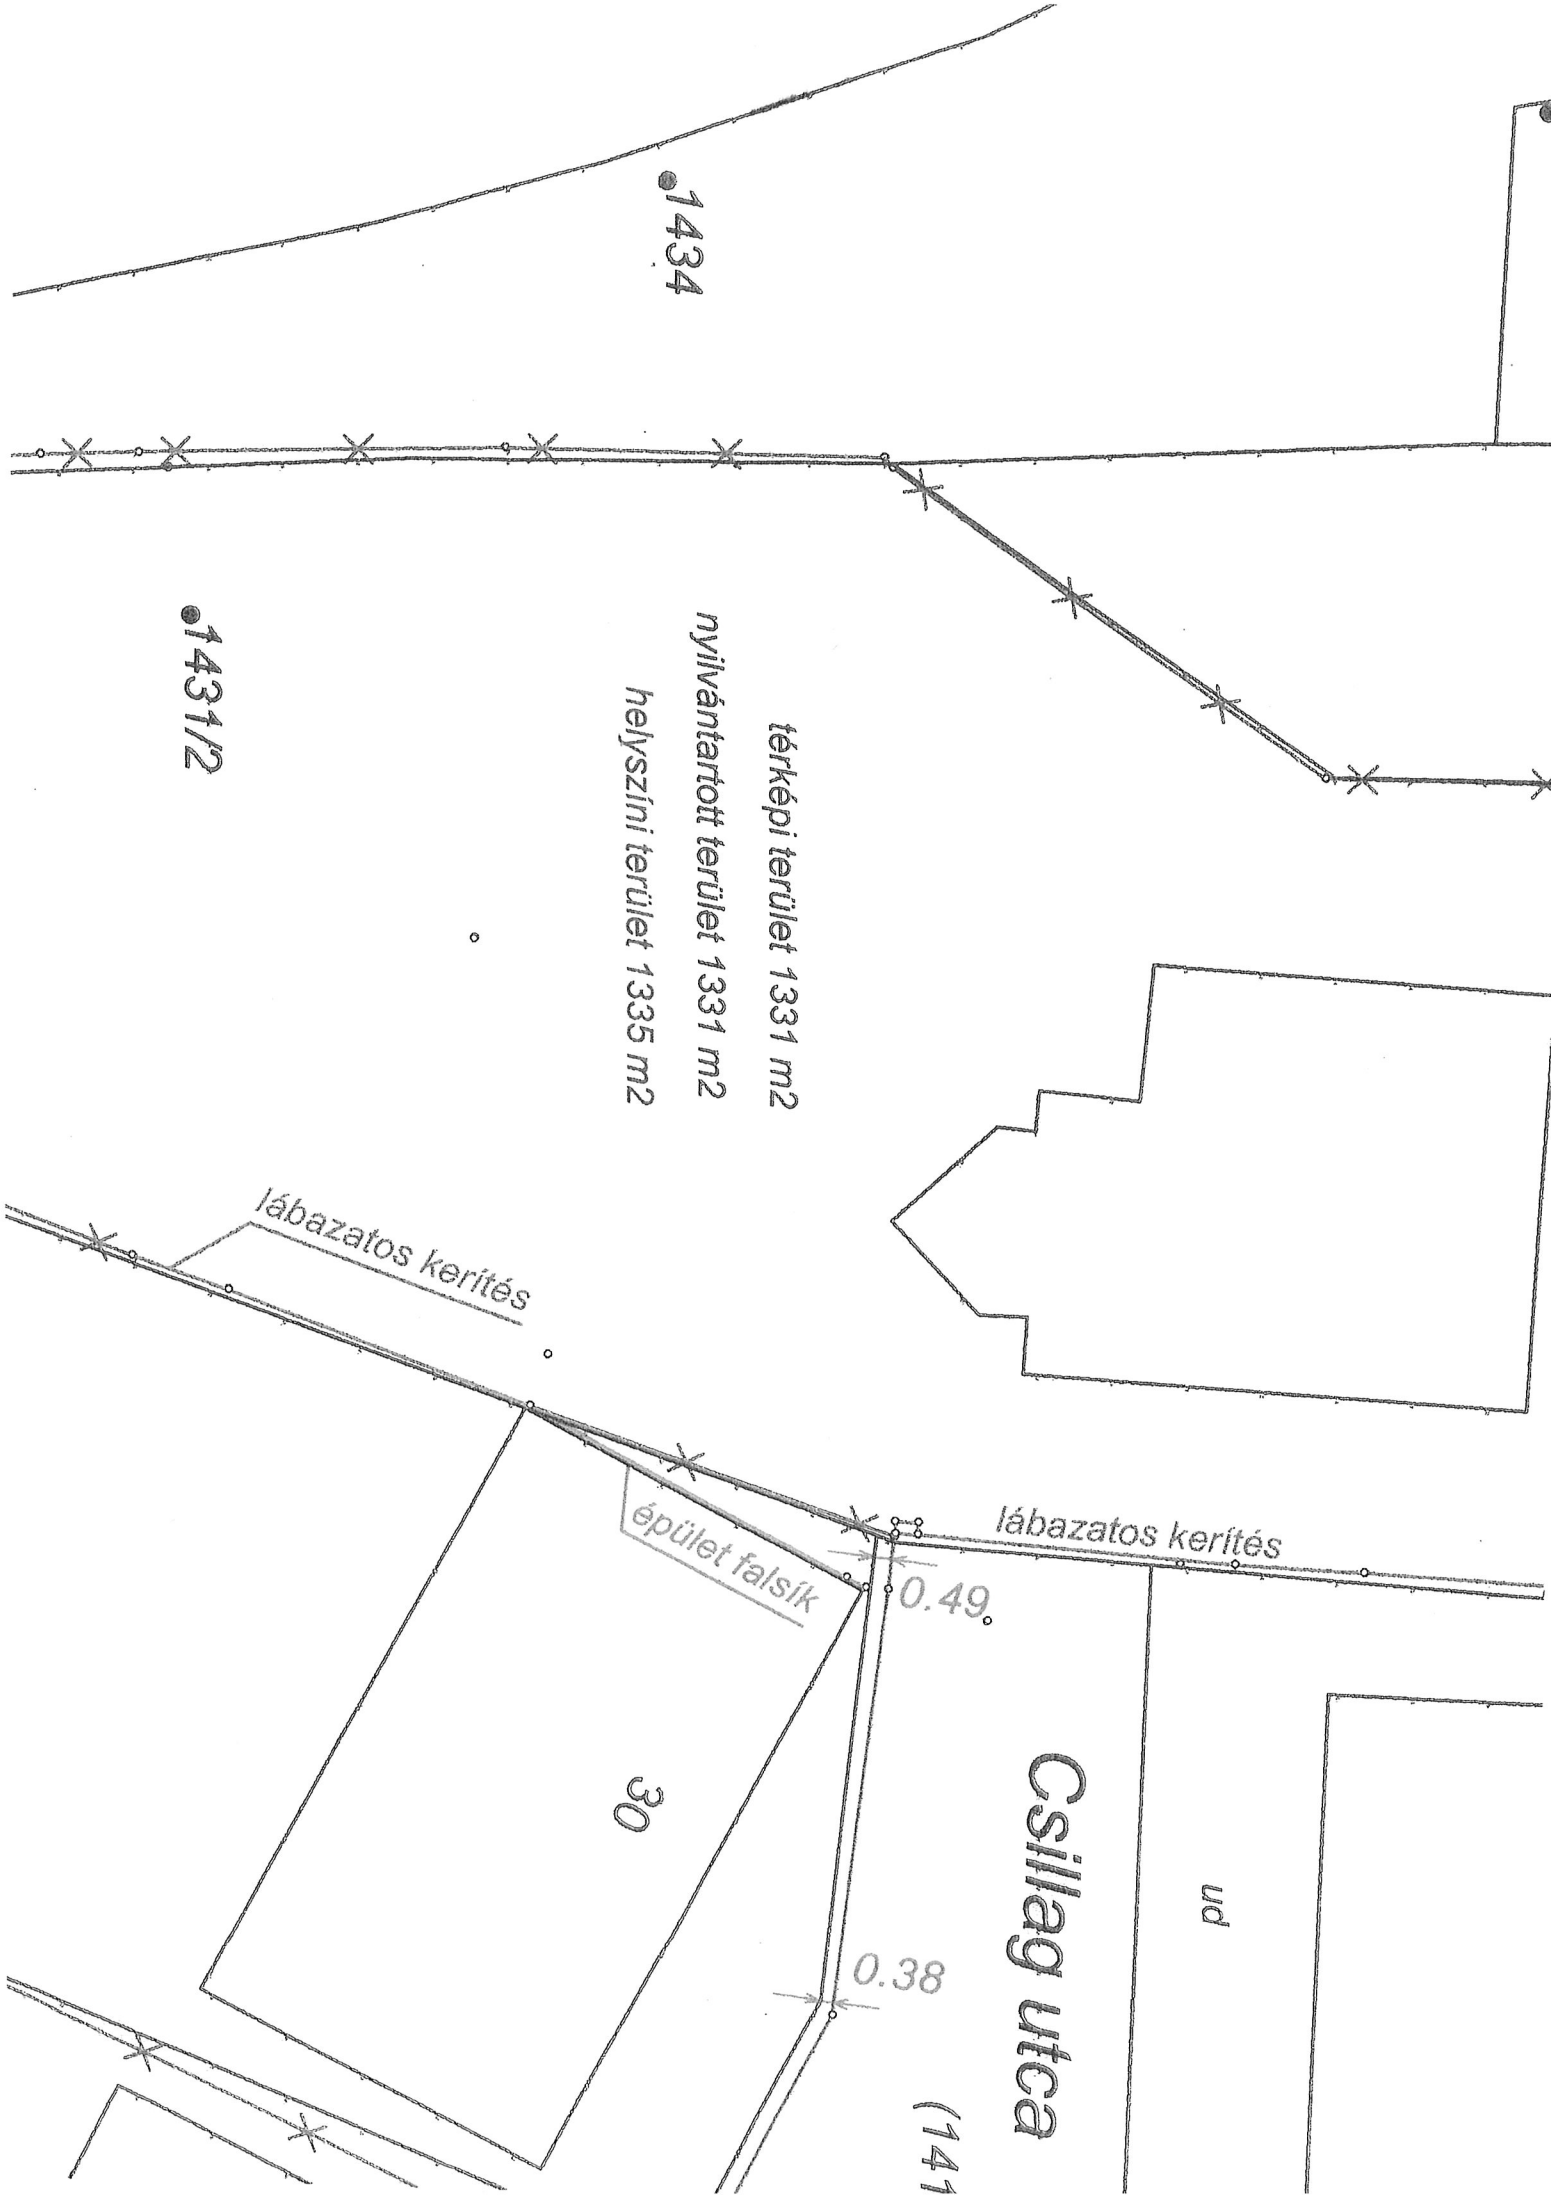 1434
1431/2
térképi terület 1331 m2
nyilvántartott terület 1331 m2
helyszíni terület 1335 m2
lábazatos kerítés
lábazatos kerítés
épület falsík
0.49
30
Csillag utca
ud
0.38
(141